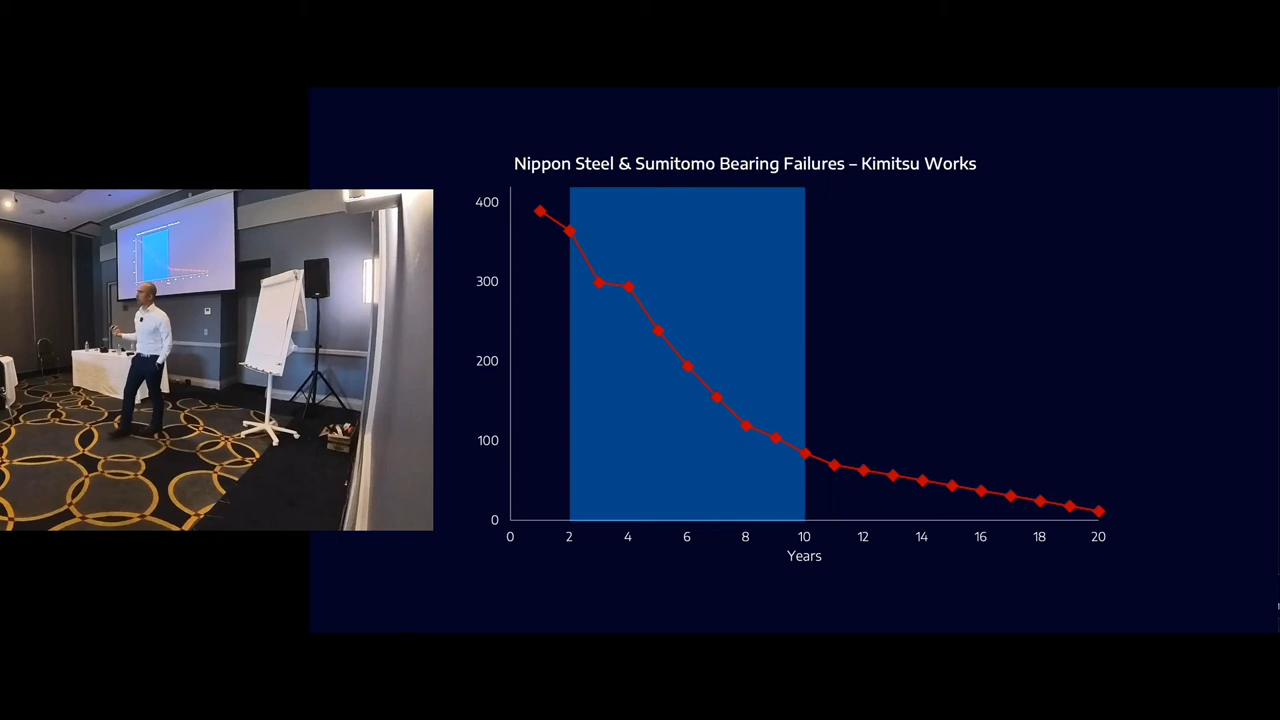 Nippon Steel & Sumitomo Bearing Failures – Kimitsu Works
400
300
200
100
0
0 2 4 6 8 10 12 14 16 18 20
Years